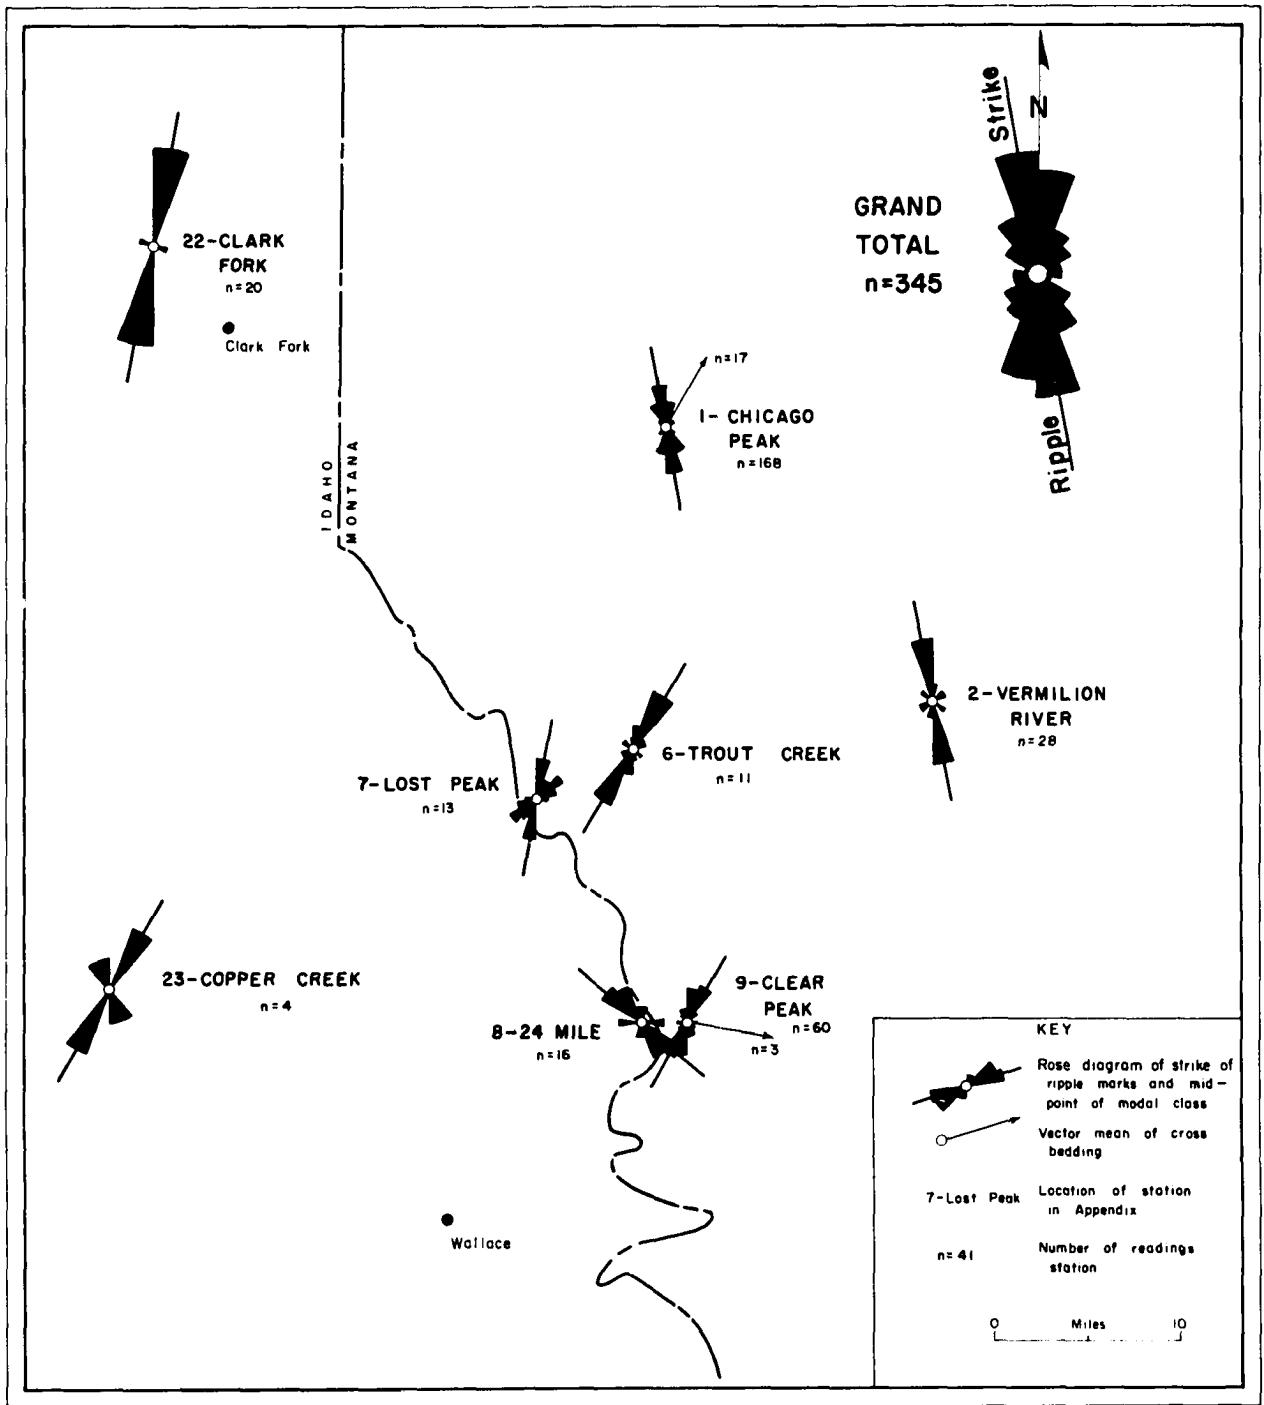 Strike
N
GRAND
TOTAL
n=345
Ripple
22-CLARK
FORK
n=20
Clark Fork
n=17
1- CHICAGO
PEAK
n=168
IDAHO
MONTANA
2-VERMILION
RIVER
n=28
6-TROUT CREEK
n=11
7-LOST PEAK
n=13
23-COPPER CREEK
n=4
9-CLEAR
PEAK
n=60
8-24 MILE
n=16
n=3
Wallace
KEY
Rose diagram of strike of
ripple marks and mid-
point of modal class
Vector mean of cross
bedding
7-Lost Peak Location of station
in Appendix
n=41 Number of readings
station
0 Miles 10